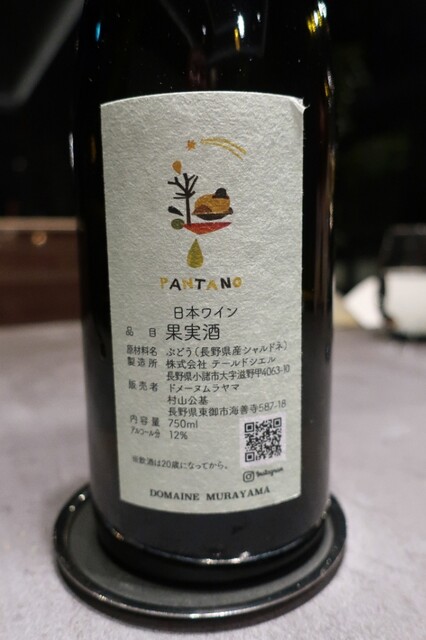 PANTANO
日本ワイン
品目 果実酒
原材料名 ぶどう(長野県産シャルドネ)
製造所 株式会社 テールドシエル
長野県小諸市大字滋野甲4063-10
販売者 ドメーヌムラヤマ
村山公基
長野県東御市海善寺587-18
内容量 750ml
アルコール分 12%
※飲酒は20歳になってから。
Instagram
DOMAINE MURAYAMA